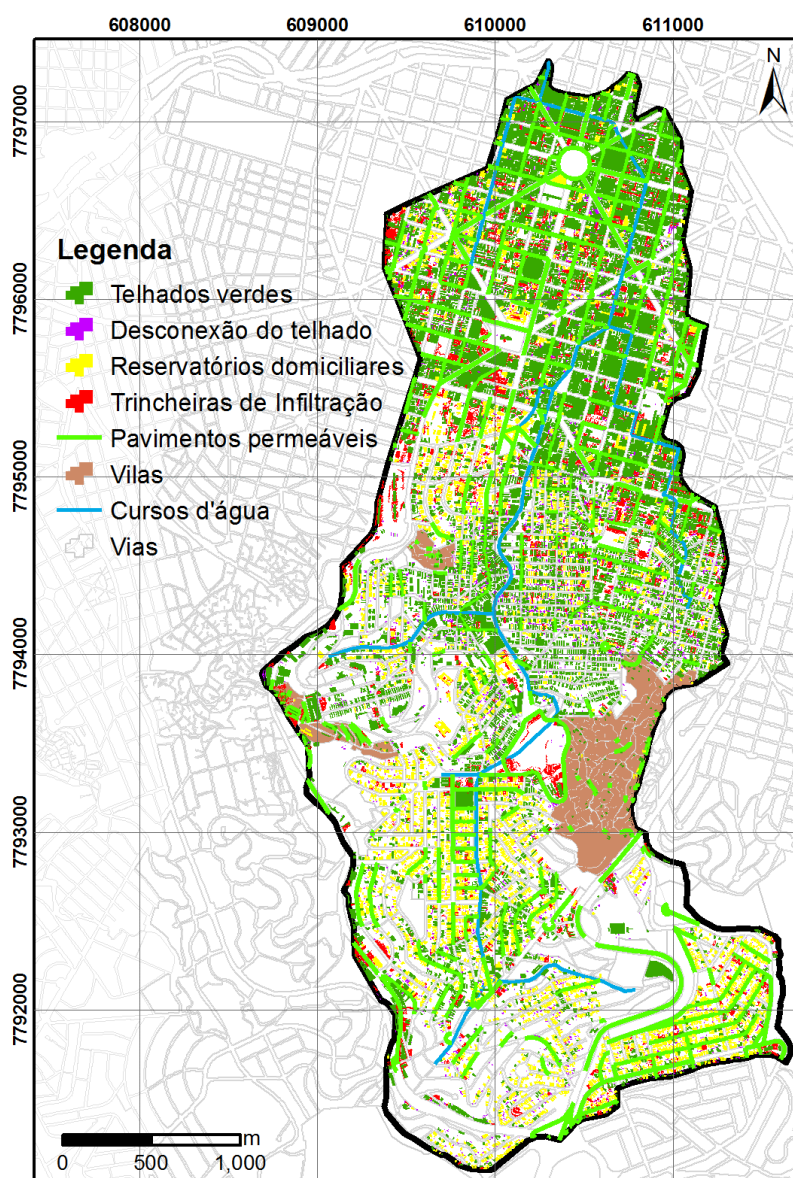 608000 609000 610000 611000
N
7797000
7796000
Legenda
Telhados verdes
Desconexão do telhado
Reservatórios domiciliares
Trincheiras de Infiltração
Pavimentos permeáveis
Vilas
Cursos d'água
Vias
7795000
7794000
7793000
7792000
m
0 500 1,000